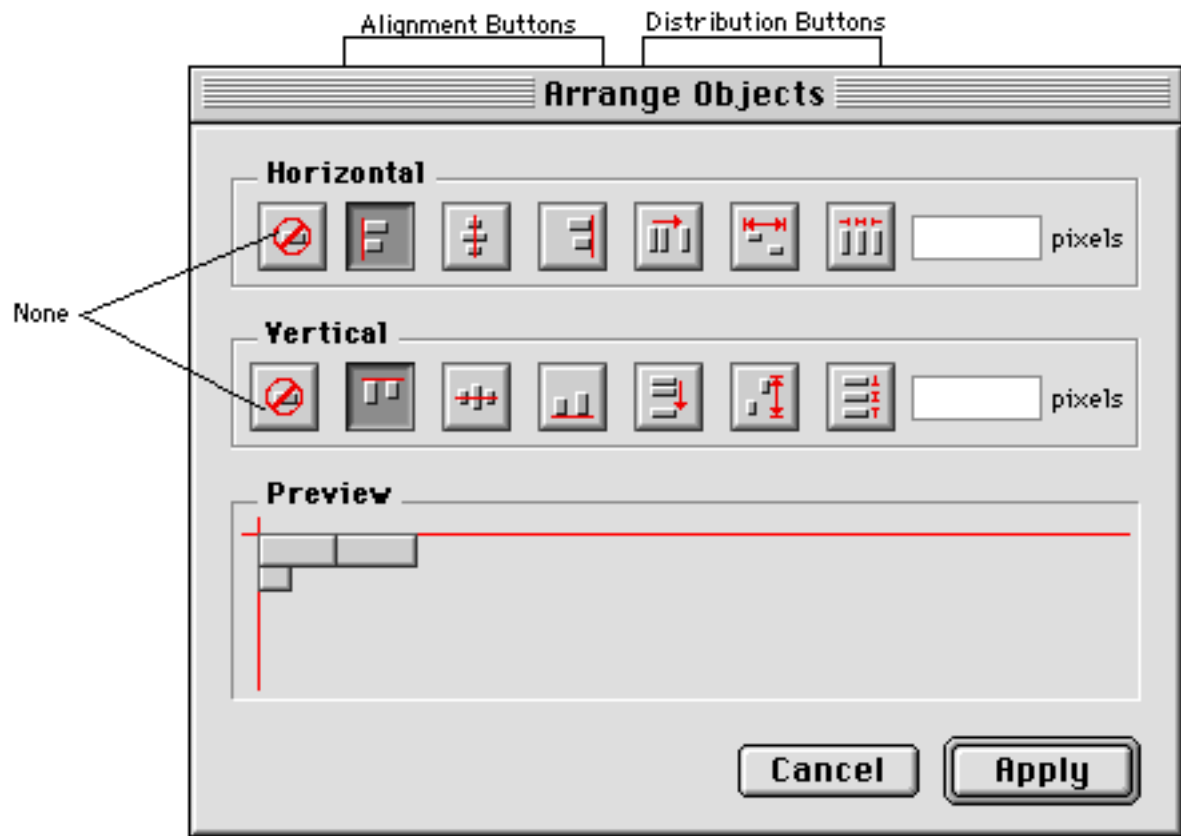 Alignment Buttons
Distribution Buttons
Arrange Objects
Horizontal
pixels
None
Vertical
pixels
Preview
Cancel
Apply